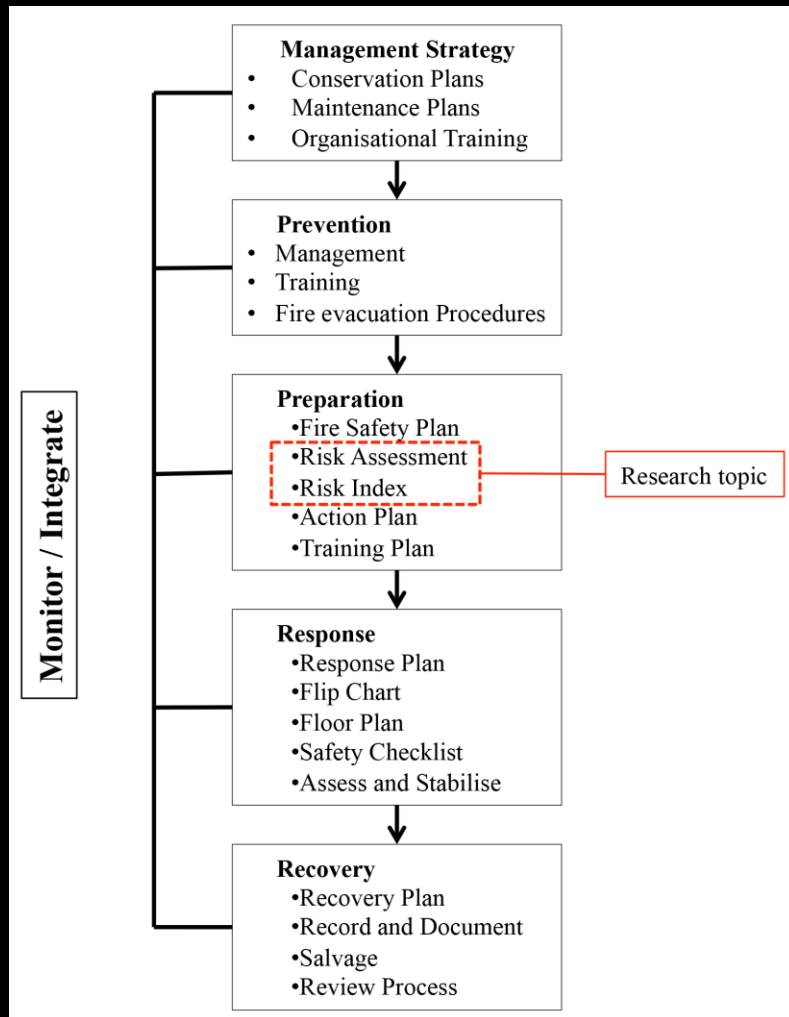 Management Strategy
• Conservation Plans
• Maintenance Plans
• Organisational Training
Prevention
• Management
• Training
• Fire evacuation Procedures
Monitor / Integrate
Preparation
•Fire Safety Plan
•Risk Assessment
•Risk Index
•Action Plan
•Training Plan
Research topic
Response
•Response Plan
•Flip Chart
•Floor Plan
•Safety Checklist
•Assess and Stabilise
Recovery
•Recovery Plan
•Record and Document
•Salvage
•Review Process